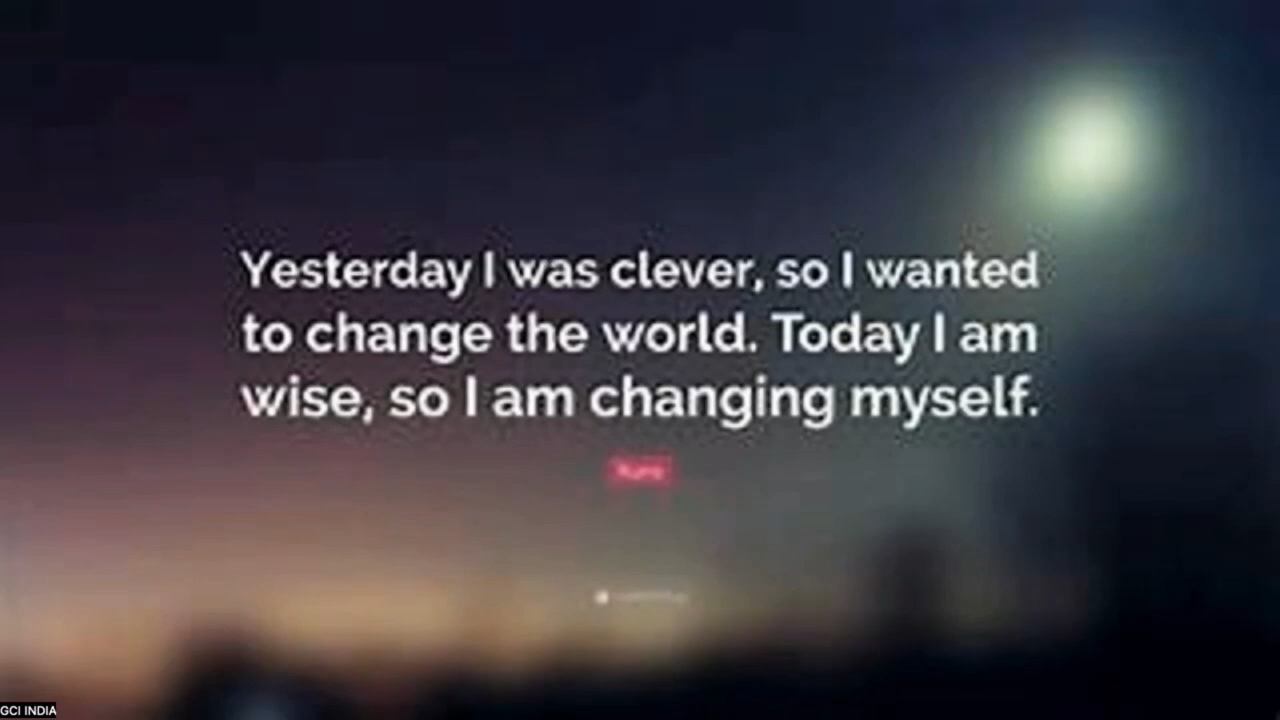 Yesterday I was clever, so I wanted
to change the world. Today I am
wise, so I am changing myself.
GCI INDIA